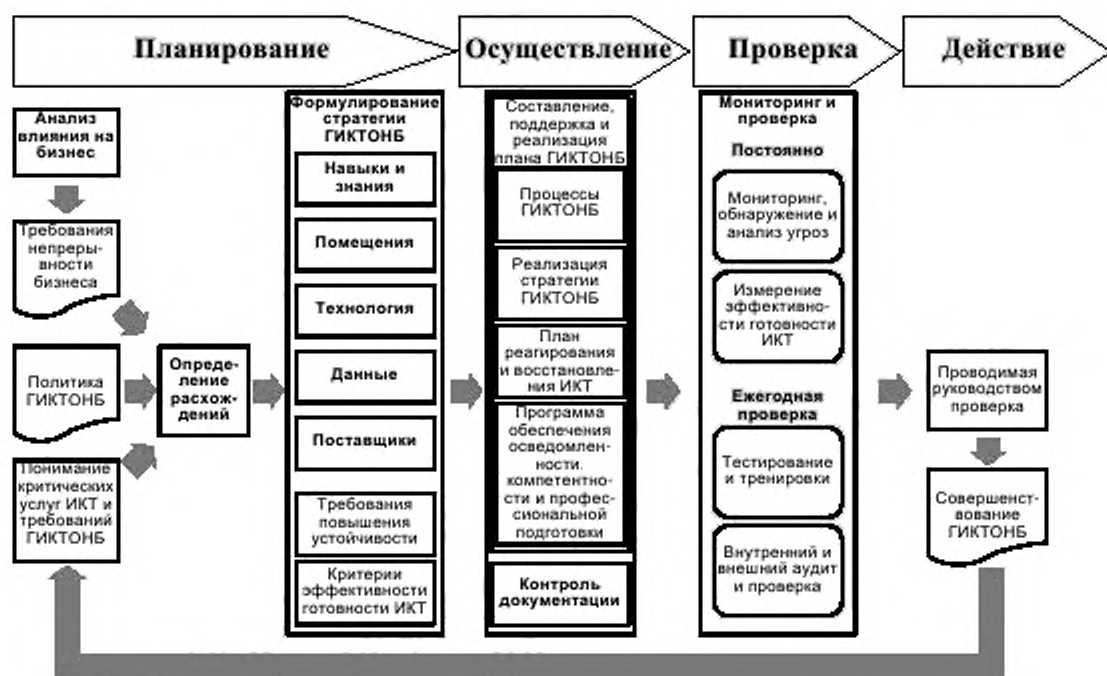 Планирование
Осуществление
Проверка
Действие
Анализ
влияния на
бизнес
Требования
непреры-
вности
бизнеса
Политика
ГИКТОНБ
Понимание
критических
услуг ИКТ и
требований
ГИКТОНБ
Опреде-
ление
расхож-
дений
Формулирование
стратегии
ГИКТОНБ
Навыки и
знания
Помещения
Технология
Данные
Поставщики
Требования
повышения
устойчивости
Критерии
эффективности
готовности ИКТ
Составление,
поддержка и
реализация
плана ГИКТОНБ
Процессы
ГИКТОНБ
Реализация
стратегии
ГИКТОНБ
План
реагирования
и восстановле-
ния ИКТ
Программа
обеспечения
осведомлен-
ности.
компетентно-
сти и профес-
сиональной
подготовки
Контроль
документации
Мониторинг и
проверка
Постоянно
Мониторинг,
обнаружение и
анализ угроз
Измерение
эффективно-
сти готовности
ИКТ
Ежегодная
проверка
Тестирование
и тренировки
Внутренний и
внешний аудит
и проверка
Проводимая
руководством
проверка
Совершенст-
вование
ГИКТОНБ